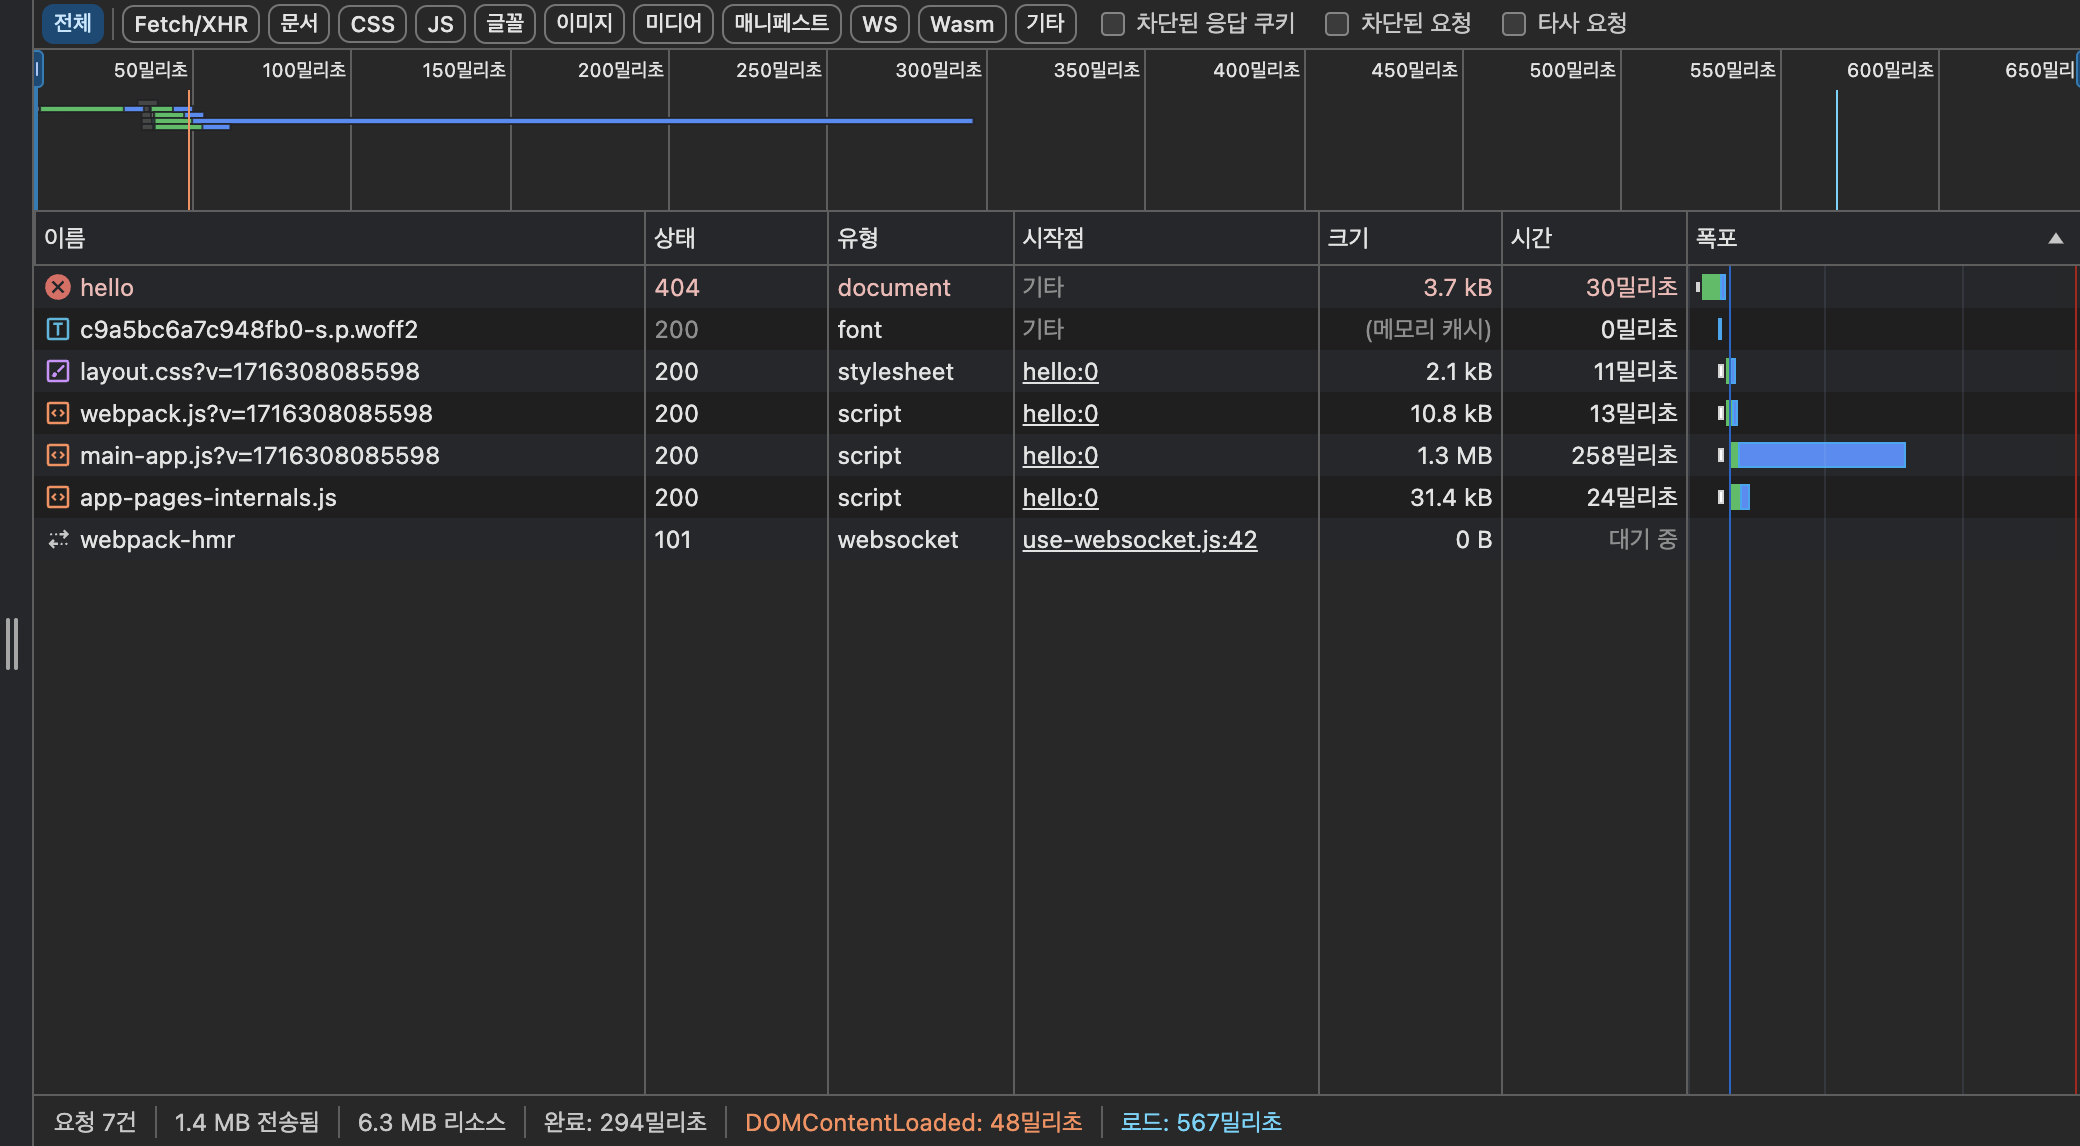 전체 Fetch/XHR 문서 CSS JS 글꼴 이미지 미디어 매니페스트 WS Wasm 기타 차단된 응답 쿠키 차단된 요청 타사 요청
50밀리초 100밀리초 150밀리초 200밀리초 250밀리초 300밀리초 350밀리초 400밀리초 450밀리초 500밀리초 550밀리초 600밀리초 650밀리
이름 상태 유형 시작점 크기 시간 폭포
hello 404 document 기타 3.7 kB 30밀리초
c9a5bc6a7c948fb0-s.p.woff2 200 font 기타 (메모리 캐시) 0밀리초
layout.css?v=1716308085598 200 stylesheet hello:0 2.1 kB 11밀리초
webpack.js?v=1716308085598 200 script hello:0 10.8 kB 13밀리초
main-app.js?v=1716308085598 200 script hello:0 1.3 MB 258밀리초
app-pages-internals.js 200 script hello:0 31.4 kB 24밀리초
webpack-hmr 101 websocket use-websocket.js:42 0 B 대기 중
요청 7건 1.4 MB 전송됨 6.3 MB 리소스 완료: 294밀리초 DOMContentLoaded: 48밀리초 로드: 567밀리초